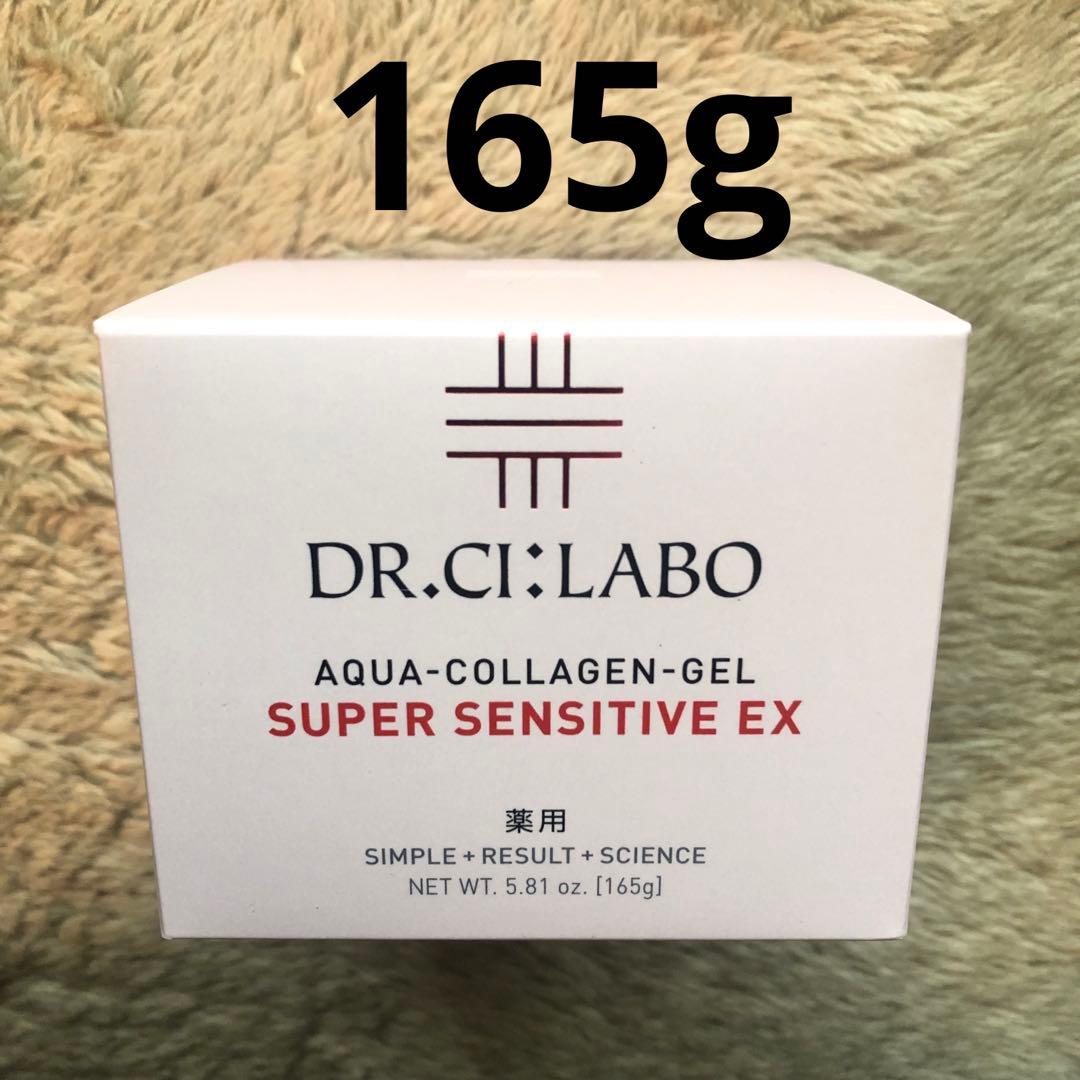 165g
DR.CI:LABO
AQUA-COLLAGEN-GEL
SUPER SENSITIVE EX
薬用
SIMPLE + RESULT + SCIENCE
NET WT. 5.81 oz. [165g]